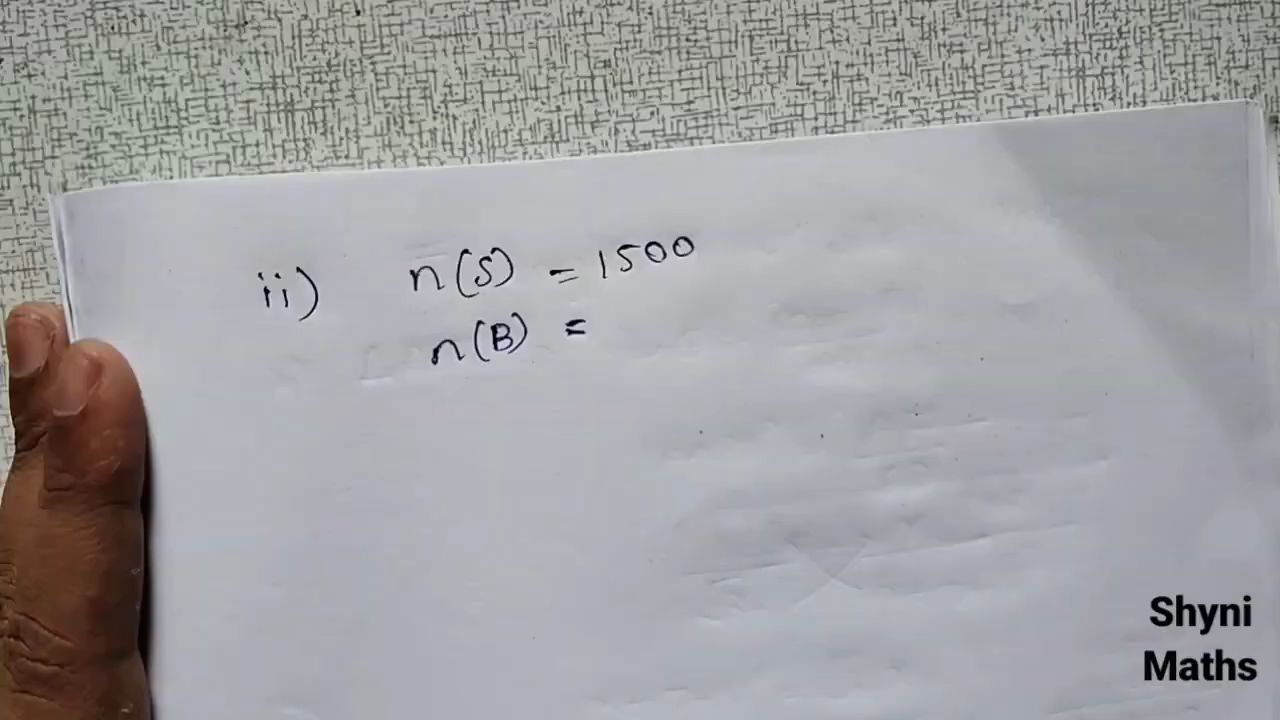 ii) n(S) = 1500
n(B) =
Shyni
Maths